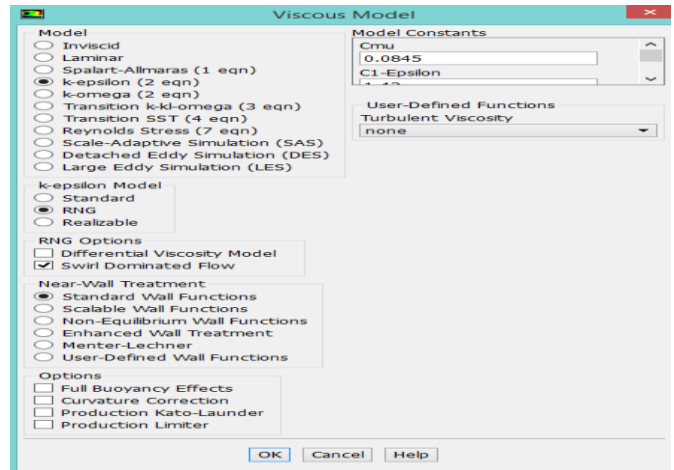 Viscous Model
Model
Inviscid
Laminar
Spalart-Allmaras (1 eqn)
k-epsilon (2 eqn)
k-omega (2 eqn)
Transition k-kl-omega (3 eqn)
Transition SST (4 eqn)
Reynolds Stress (7 eqn)
Scale-Adaptive Simulation (SAS)
Detached Eddy Simulation (DES)
Large Eddy Simulation (LES)
k-epsilon Model
Standard
RNG
Realizable
RNG Options
Differential Viscosity Model
Swirl Dominated Flow
Near-Wall Treatment
Standard Wall Functions
Scalable Wall Functions
Non-Equilibrium Wall Functions
Enhanced Wall Treatment
Menter-Lechner
User-Defined Wall Functions
Options
Full Buoyancy Effects
Curvature Correction
Production Kato-Launder
Production Limiter
Model Constants
Cmu
0.0845
C1-Epsilon
User-Defined Functions
Turbulent Viscosity
none
OK Cancel Help